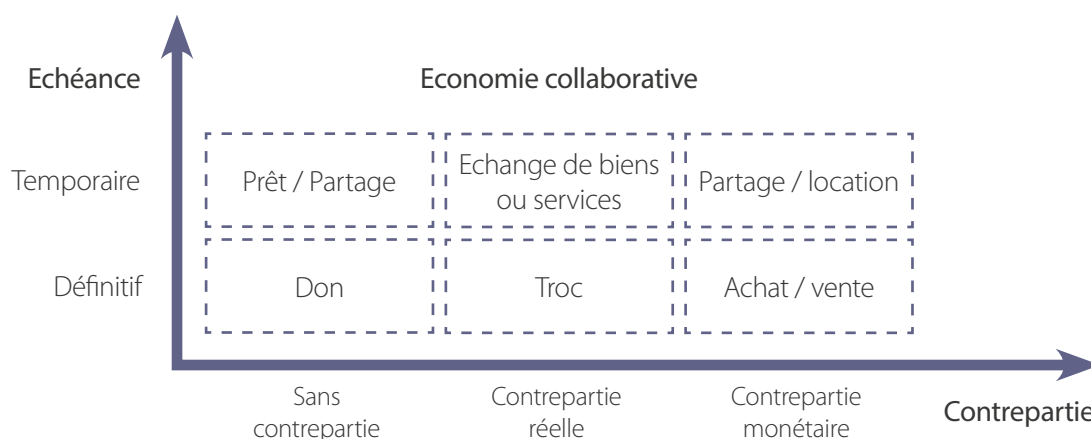 Echéance
Economie collaborative
Temporaire
Prêt / Partage
Echange de biens
ou services
Partage / location
Définitif
Don
Troc
Achat / vente
Sans
contrepartie
Contrepartie
réelle
Contrepartie
monétaire
Contrepartie